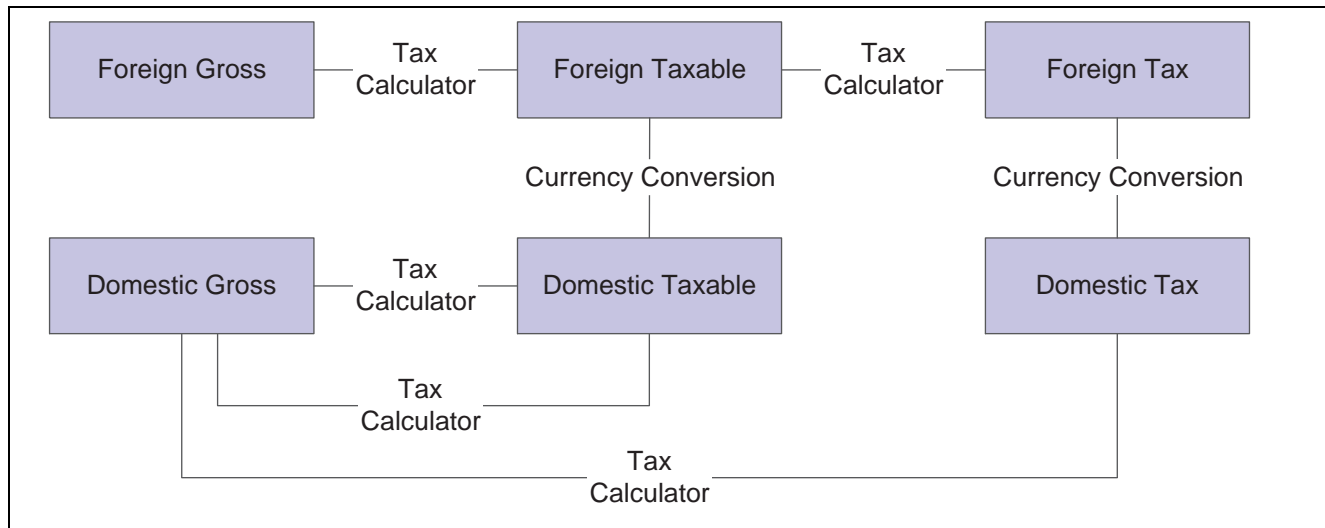 Foreign Gross
Tax
Calculator
Foreign Taxable
Tax
Calculator
Foreign Tax
Currency Conversion
Currency Conversion
Domestic Gross
Tax
Calculator
Domestic Taxable
Domestic Tax
Tax
Calculator
Tax
Calculator